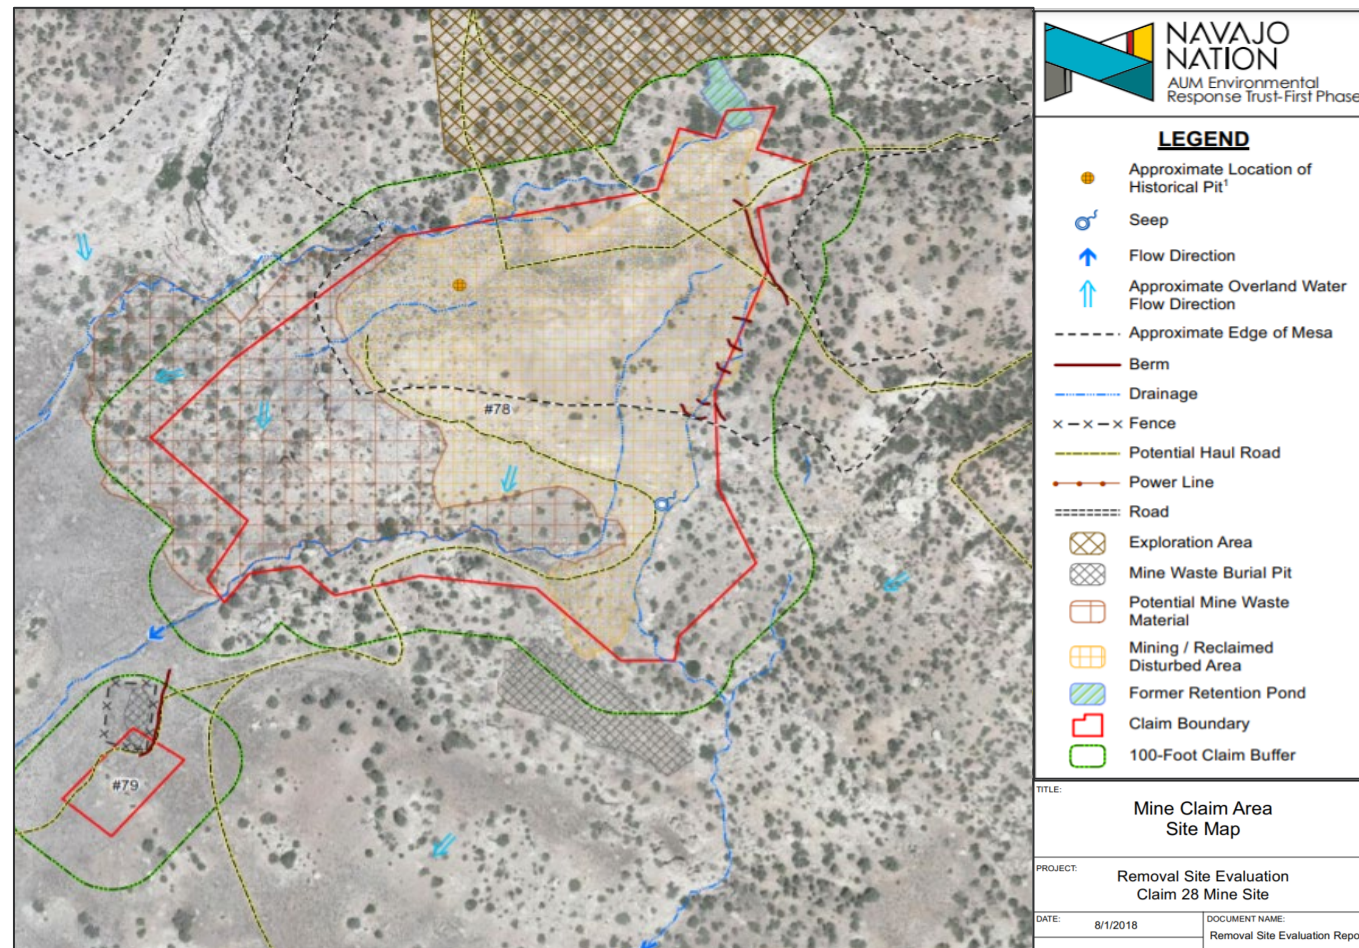 NAVAJO
NATION
AUM Environmental
Response Trust-First Phase
LEGEND
Approximate Location of
Historical Pit¹
Seep
Flow Direction
Approximate Overland Water
Flow Direction
Approximate Edge of Mesa
Berm
Drainage
Fence
Potential Haul Road
Power Line
Road
Exploration Area
Mine Waste Burial Pit
Potential Mine Waste
Material
Mining / Reclaimed
Disturbed Area
Former Retention Pond
Claim Boundary
100-Foot Claim Buffer
#78
#79
TITLE:
Mine Claim Area
Site Map
PROJECT:
Removal Site Evaluation
Claim 28 Mine Site
DATE:
8/1/2018
DOCUMENT NAME:
Removal Site Evaluation Repo